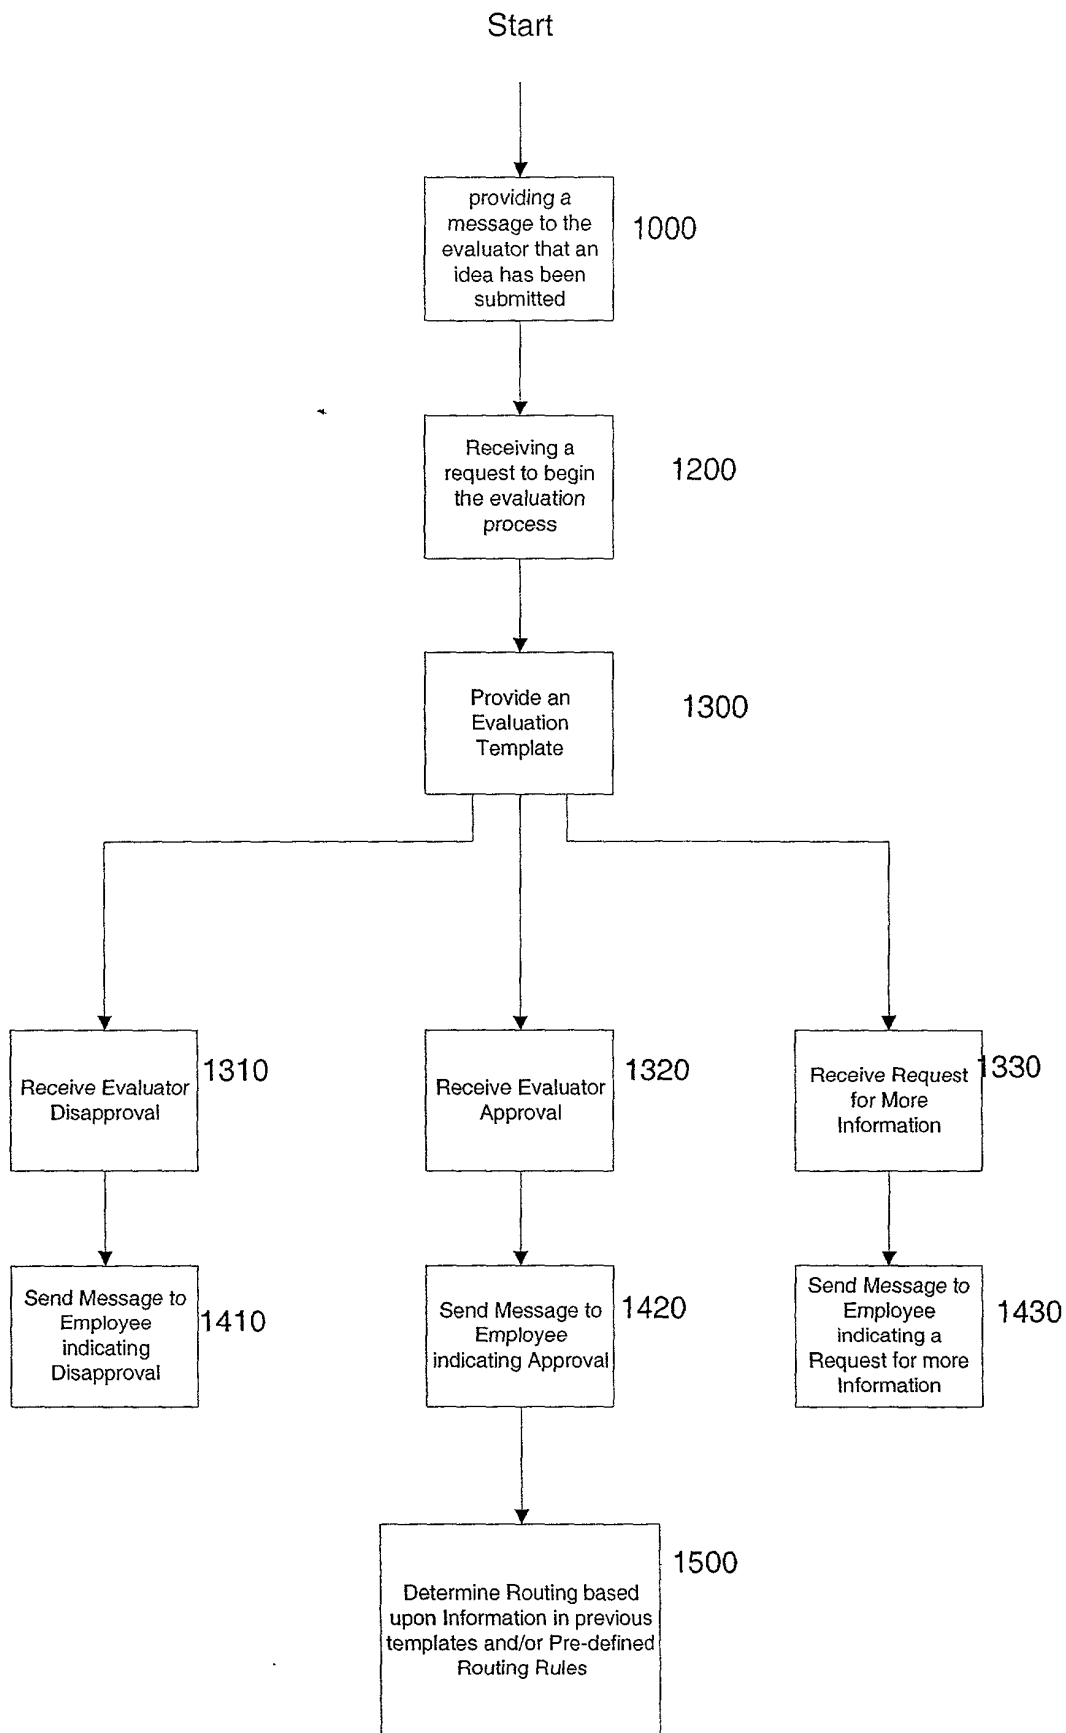 Start
providing a
message to the
evaluator that an
idea has been
submitted
1000
Receiving a
request to begin
the evaluation
process
1200
Provide an
Evaluation
Template
1300
Receive Evaluator
Disapproval
1310
Receive Evaluator
Approval
1320
Receive Request
for More
Information
1330
Send Message to
Employee
indicating
Disapproval
1410
Send Message to
Employee
indicating Approval
1420
Send Message to
Employee
indicating a
Request for more
Information
1430
Determine Routing based
upon Information in previous
templates and/or Pre-defined
Routing Rules
1500